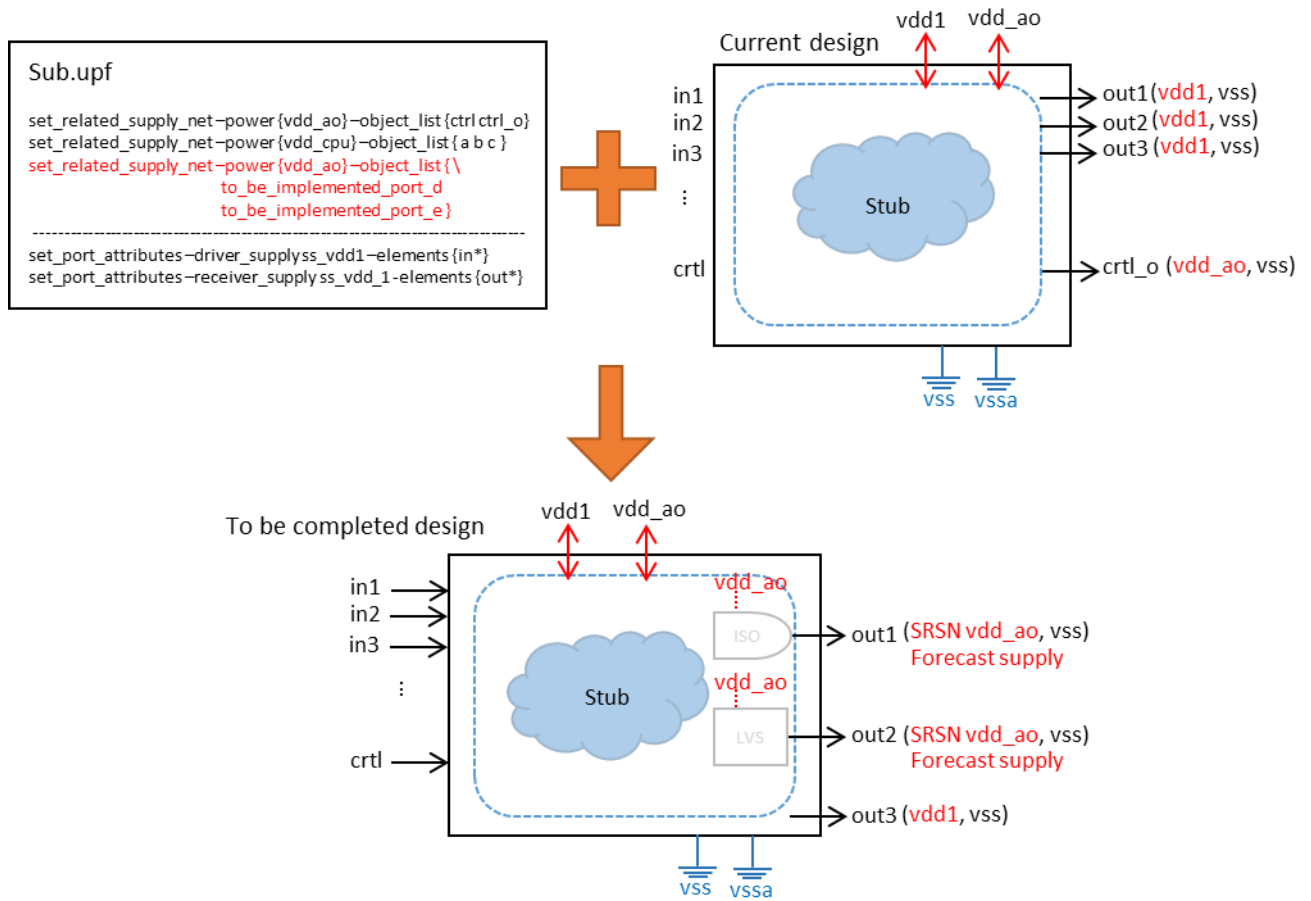 Sub.upf
set_related_supply_net –power {vdd_ao} –object_list {ctrl ctrl_o}
set_related_supply_net –power {vdd_cpu} –object_list { a b c }
set_related_supply_net –power {vdd_ao} –object_list { \
to_be_implemented_port_d
to_be_implemented_port_e }
--------------------------------------------------------------------------------
set_port_attributes –driver_supply ss_vdd1 –elements {in*}
set_port_attributes –receiver_supply ss_vdd_1 -elements {out*}
Current design
vdd1
vdd_ao
in1
in2
in3
⋮
crtl
Stub
out1 (vdd1, vss)
out2 (vdd1, vss)
out3 (vdd1, vss)
crtl_o (vdd_ao, vss)
vss
vssa
To be completed design
vdd1
vdd_ao
in1
in2
in3
⋮
crtl
Stub
vdd_ao
ISO
vdd_ao
LVS
out1 (SRSN vdd_ao, vss)
Forecast supply
out2 (SRSN vdd_ao, vss)
Forecast supply
out3 (vdd1, vss)
vss
vssa